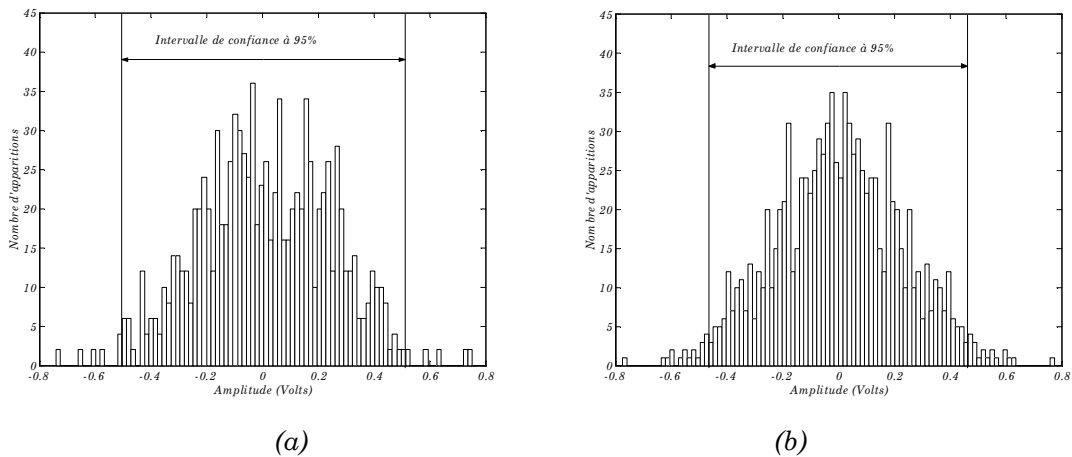 45
40
35
30
25
20
15
10
5
0
-0.8 -0.6 -0.4 -0.2 0 0.2 0.4 0.6 0.8
Nombre d'apparitions
Amplitude (Volts)
Intervalle de confiance à 95%
(a)
45
40
35
30
25
20
15
10
5
0
-0.8 -0.6 -0.4 -0.2 0 0.2 0.4 0.6 0.8
Nombre d'apparitions
Amplitude (Volts)
Intervalle de confiance à 95%
(b)